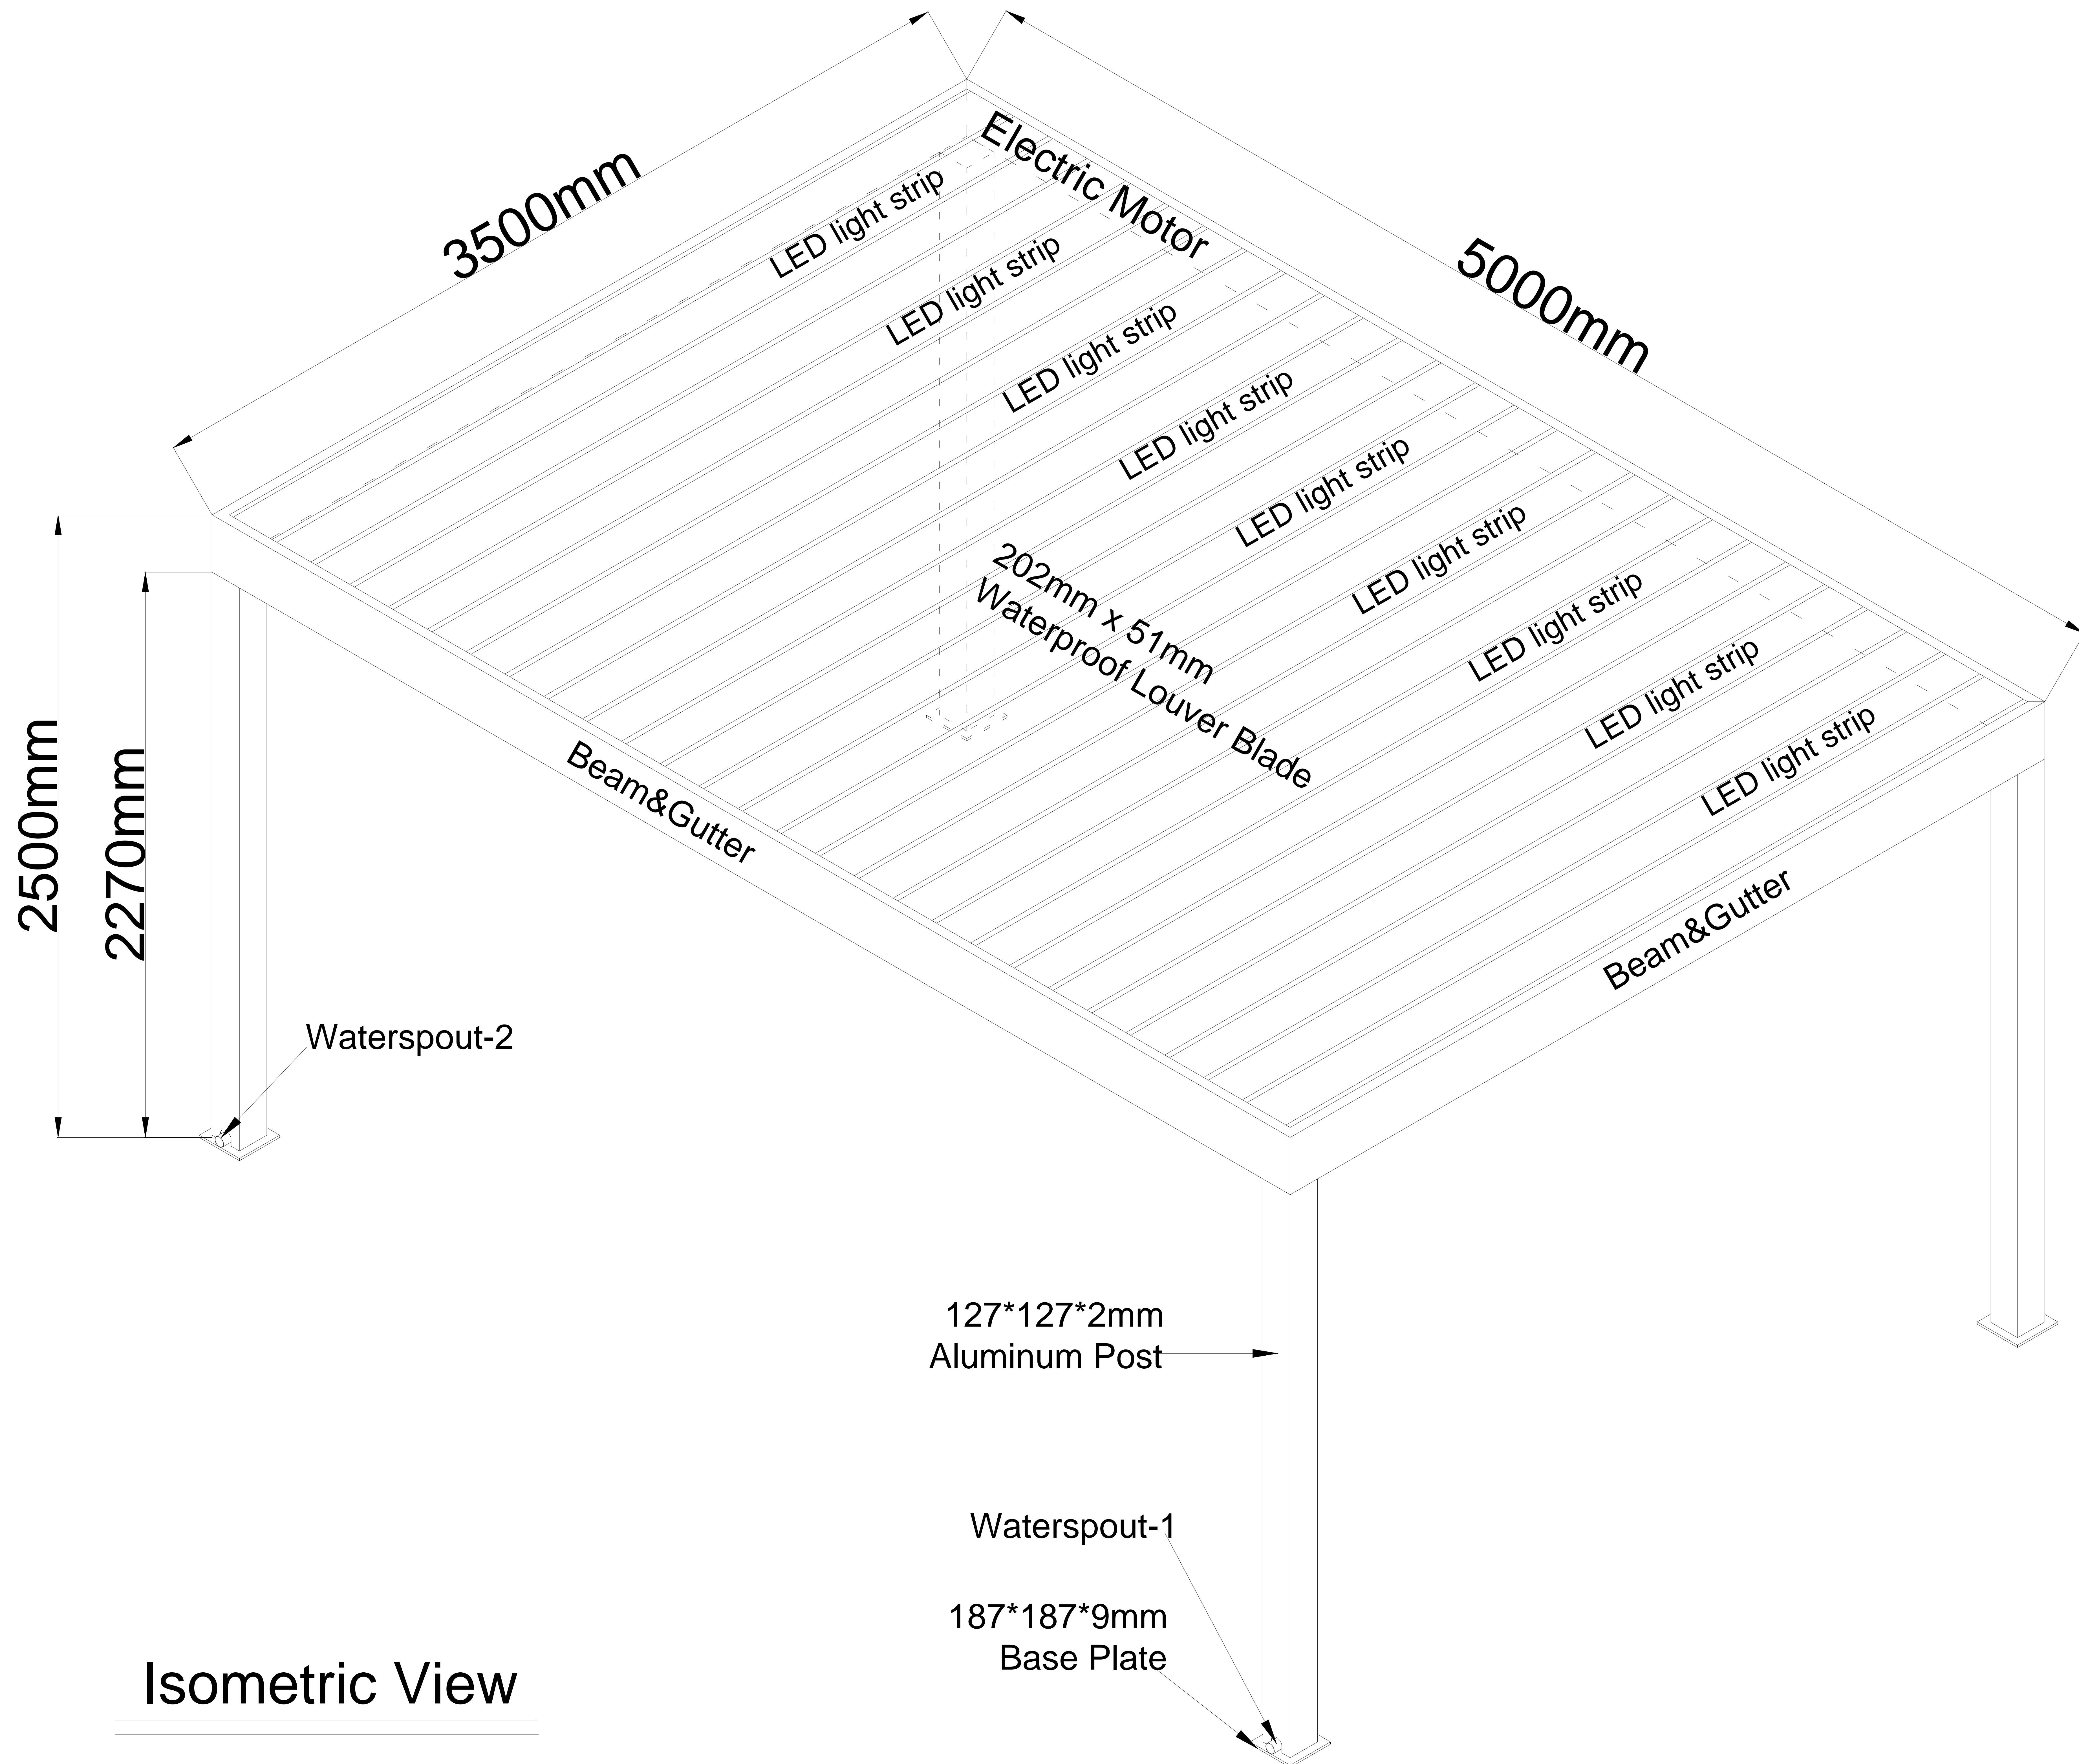 3500mm
5000mm
Electric Motor
LED light strip
LED light strip
LED light strip
LED light strip
LED light strip
LED light strip
LED light strip
LED light strip
LED light strip
202mm x 51mm
Waterproof Louver Blade
2500mm
2270mm
Beam&Gutter
Beam&Gutter
Waterspout-2
127*127*2mm
Aluminum Post
Waterspout-1
187*187*9mm
Base Plate
Isometric View